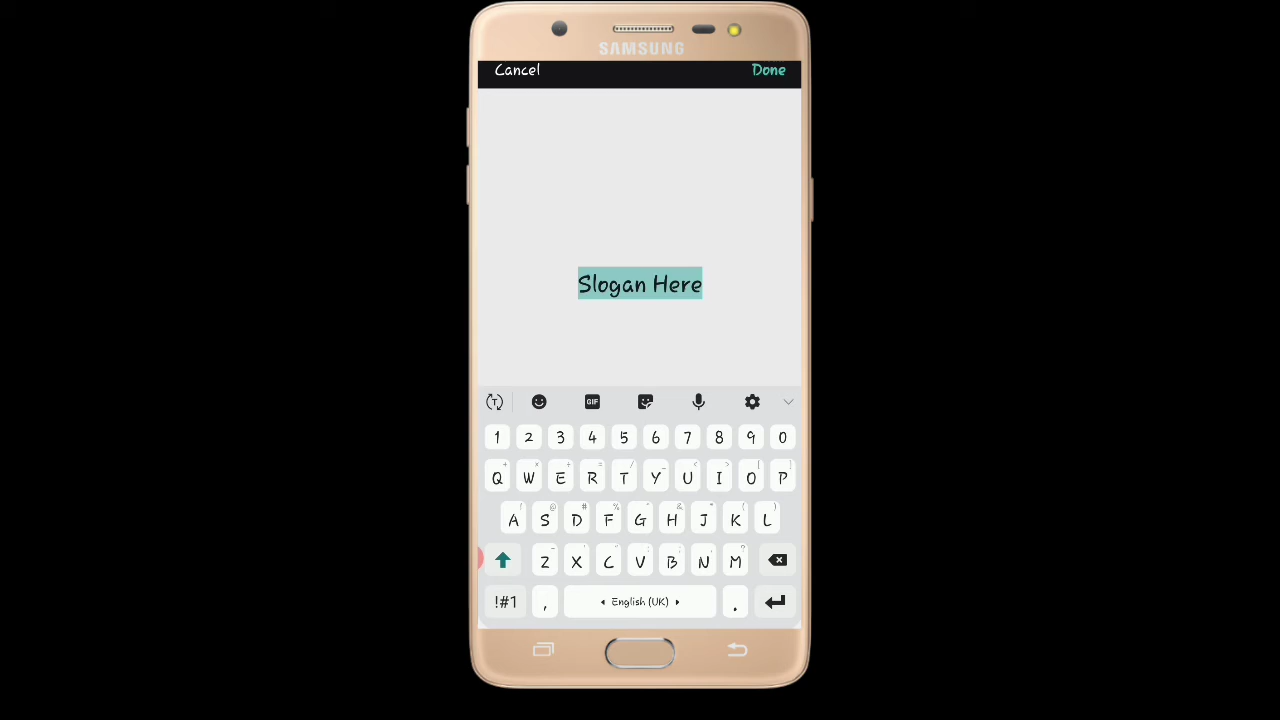 SAMSUNG
Cancel Done
Slogan Here
GIF
1 2 3 4 5 6 7 8 9 0
Q W E R T Y U I O P
A S D F G H J K L
Z X C V B N M
!#1 , English (UK) .